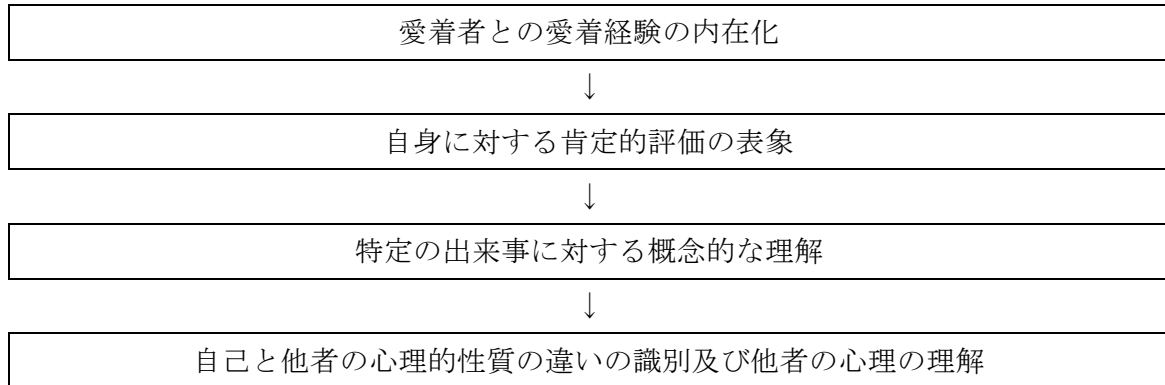 愛着者との愛着経験の内在化
↓
自身に対する肯定的評価の表象
↓
特定の出来事に対する概念的な理解
↓
自己と他者の心理的性質の違いの識別及び他者の心理の理解